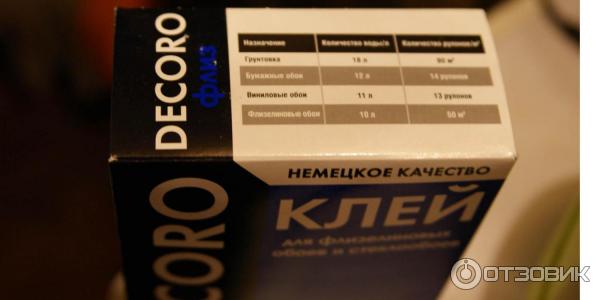 DECORO
флиз
Назначение Количество воды/л Количество рулонов/м²
Грунтовка 18 л 90 м²
Бумажные обои 12 л 14 рулонов
Виниловые обои 11 л 13 рулонов
Флизелиновые обои 10 л 50 м²
НЕМЕЦКОЕ КАЧЕСТВО
CORO
КЛЕЙ
для флизелиновых
обоев и стеклообоев
ОТЗОВИК